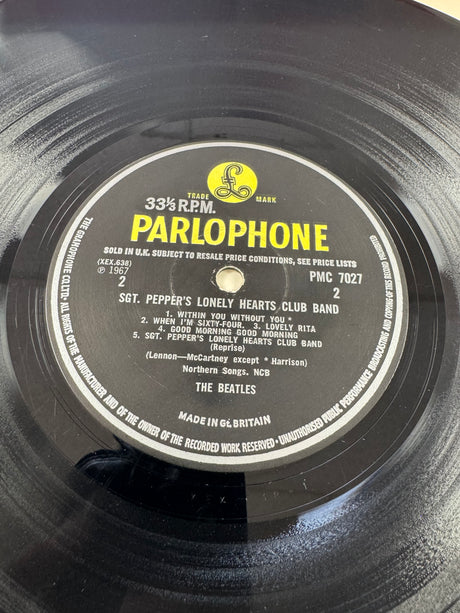 TRADE MARK
33⅓ R.P.M.
PARLOPHONE
SOLD IN U.K. SUBJECT TO RESALE PRICE CONDITIONS, SEE PRICE LISTS
(XEX.638)
Ⓟ 1967
2
PMC 7027
2
SGT. PEPPER'S LONELY HEARTS CLUB BAND
1. WITHIN YOU WITHOUT YOU *
2. WHEN I'M SIXTY-FOUR. 3. LOVELY RITA
4. GOOD MORNING GOOD MORNING
5. SGT. PEPPER'S LONELY HEARTS CLUB BAND
(Reprise)
(Lennon—McCartney except * Harrison)
Northern Songs. NCB
THE BEATLES
MADE IN Gt. BRITAIN
THE GRAMOPHONE CO. LTD. ALL RIGHTS OF THE MANUFACTURER AND OF THE OWNER OF THE RECORDED WORK RESERVED • UNAUTHORISED PUBLIC PERFORMANCE BROADCASTING AND COPYING OF THIS RECORD PROHIBITED